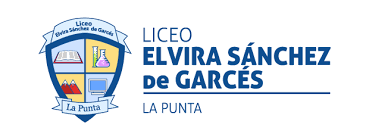 Liceo
Elvira Sánchez de Garcés
La Punta
LICEO
ELVIRA SÁNCHEZ
de GARCÉS
LA PUNTA